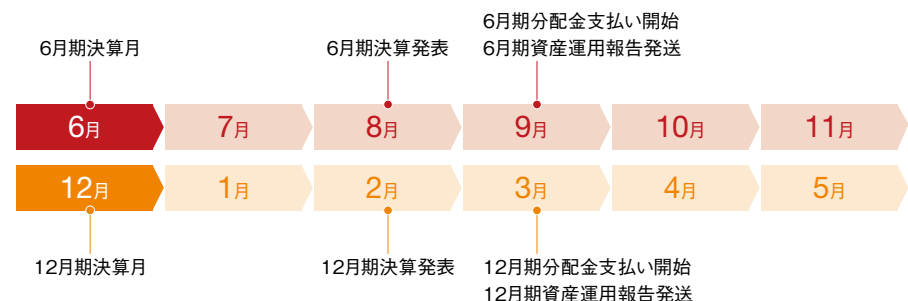 6月期決算月
6月期決算発表
6月期分配金支払い開始
6月期資産運用報告発送
6月
7月
8月
9月
10月
11月
12月
1月
2月
3月
4月
5月
12月期決算月
12月期決算発表
12月期分配金支払い開始
12月期資産運用報告発送